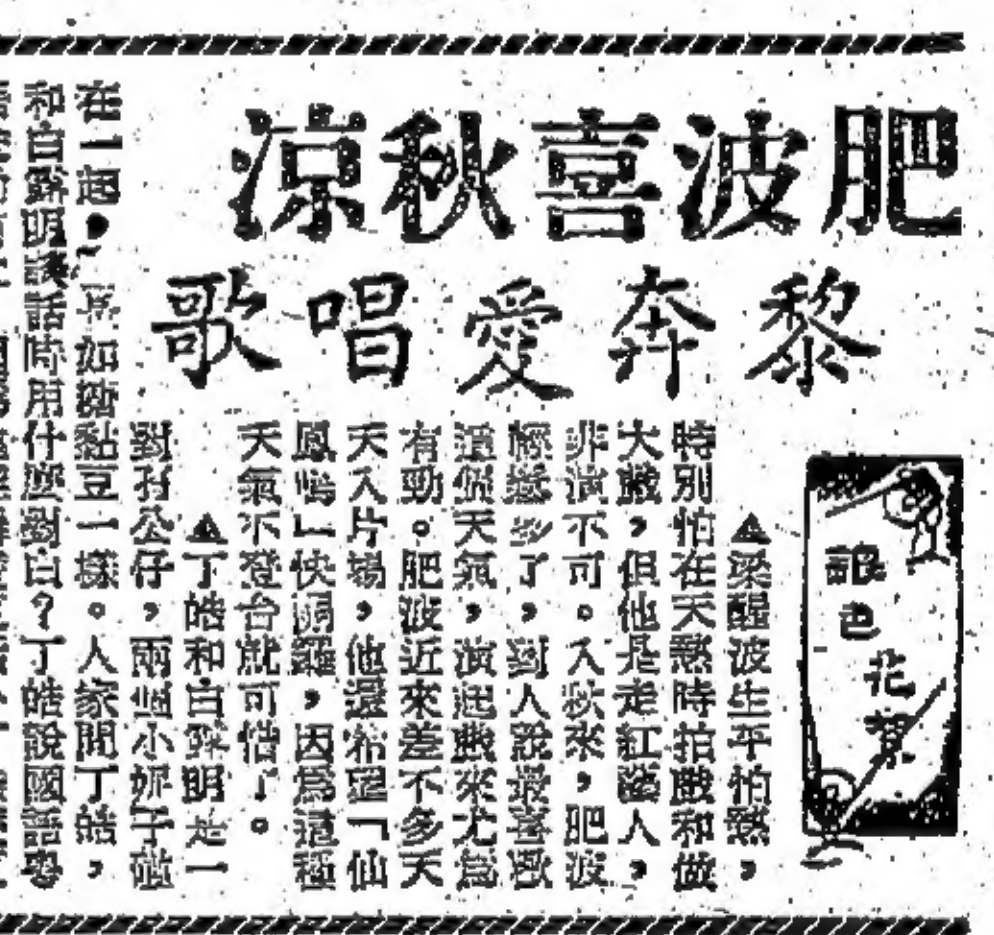 肥波喜秋涼
黎奔愛唱歌
銀色花寞
▲梁醒波生平怕熱，
特別怕在天熱時拍戲和做
大戲，但他是走紅藝人，
非演不可。入秋來，肥波
輕鬆多了，對人說最喜歡
這個天氣，演起戲來尤為
有勁。肥波近來差不多天
天入片場，他還希望「仙
鳳鳴」快開鑼，因為這種
天氣不登台就可惜了。
▲丁皓和白露明是一
對孖公仔，兩個小妮子碰
在一起，　如糖黏豆一樣。人家問丁皓，
和白露明談話時用什麼對白？丁皓說國語粵